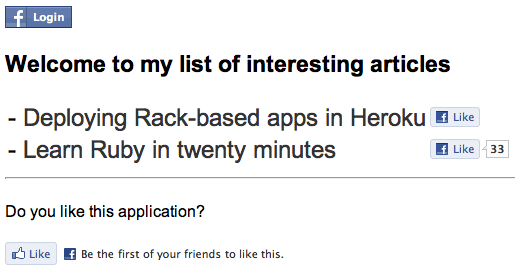 f Login
Welcome to my list of interesting articles
- Deploying Rack-based apps in Heroku f Like
- Learn Ruby in twenty minutes f Like 33
Do you like this application?
Like f Be the first of your friends to like this.